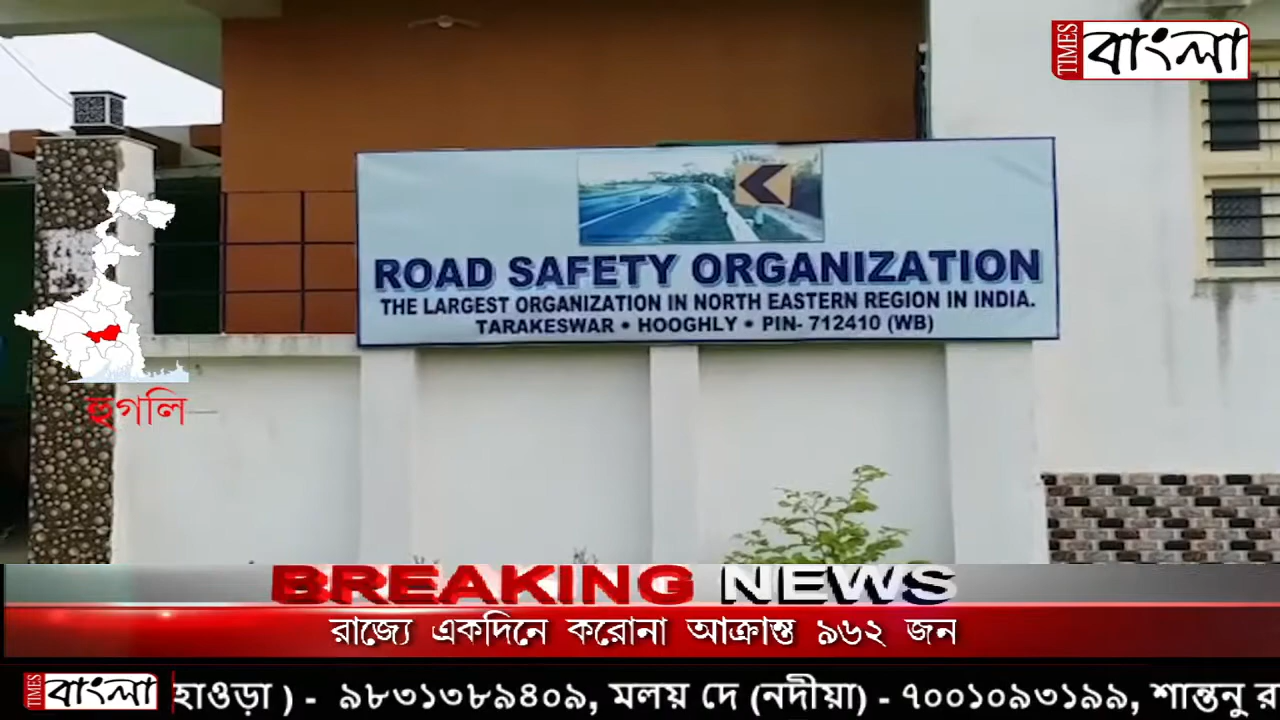 TIMES বাংলা
ROAD SAFETY ORGANIZATION
THE LARGEST ORGANIZATION IN NORTH EASTERN REGION IN INDIA.
TARAKESWAR • HOOGHLY • PIN- 712410 (WB)
হুগলি
BREAKING NEWS
রাজ্যে একদিনে করোনা আক্রান্ত ৯৬২ জন
TIMES বাংলা হাওড়া ) - ৯৮৩১৩৮৯৪০৯, মলয় দে (নদীয়া) - ৭০০১০৯৩১৯৯, শান্তনু র